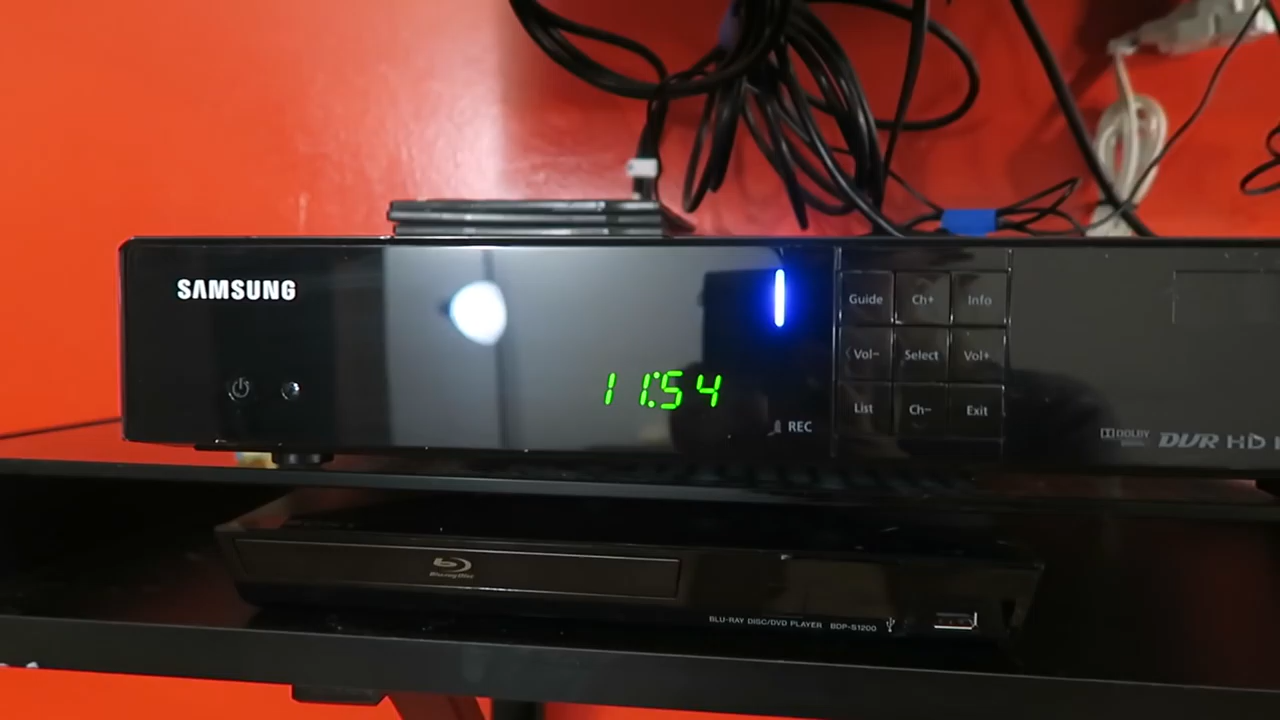 SAMSUNG
11:54
REC
Guide Ch+ Info
Vol- Select Vol+
List Ch- Exit
DOLBY
DVR HD
Blu-ray Disc
BLU-RAY DISC/DVD PLAYER BDP-S1200